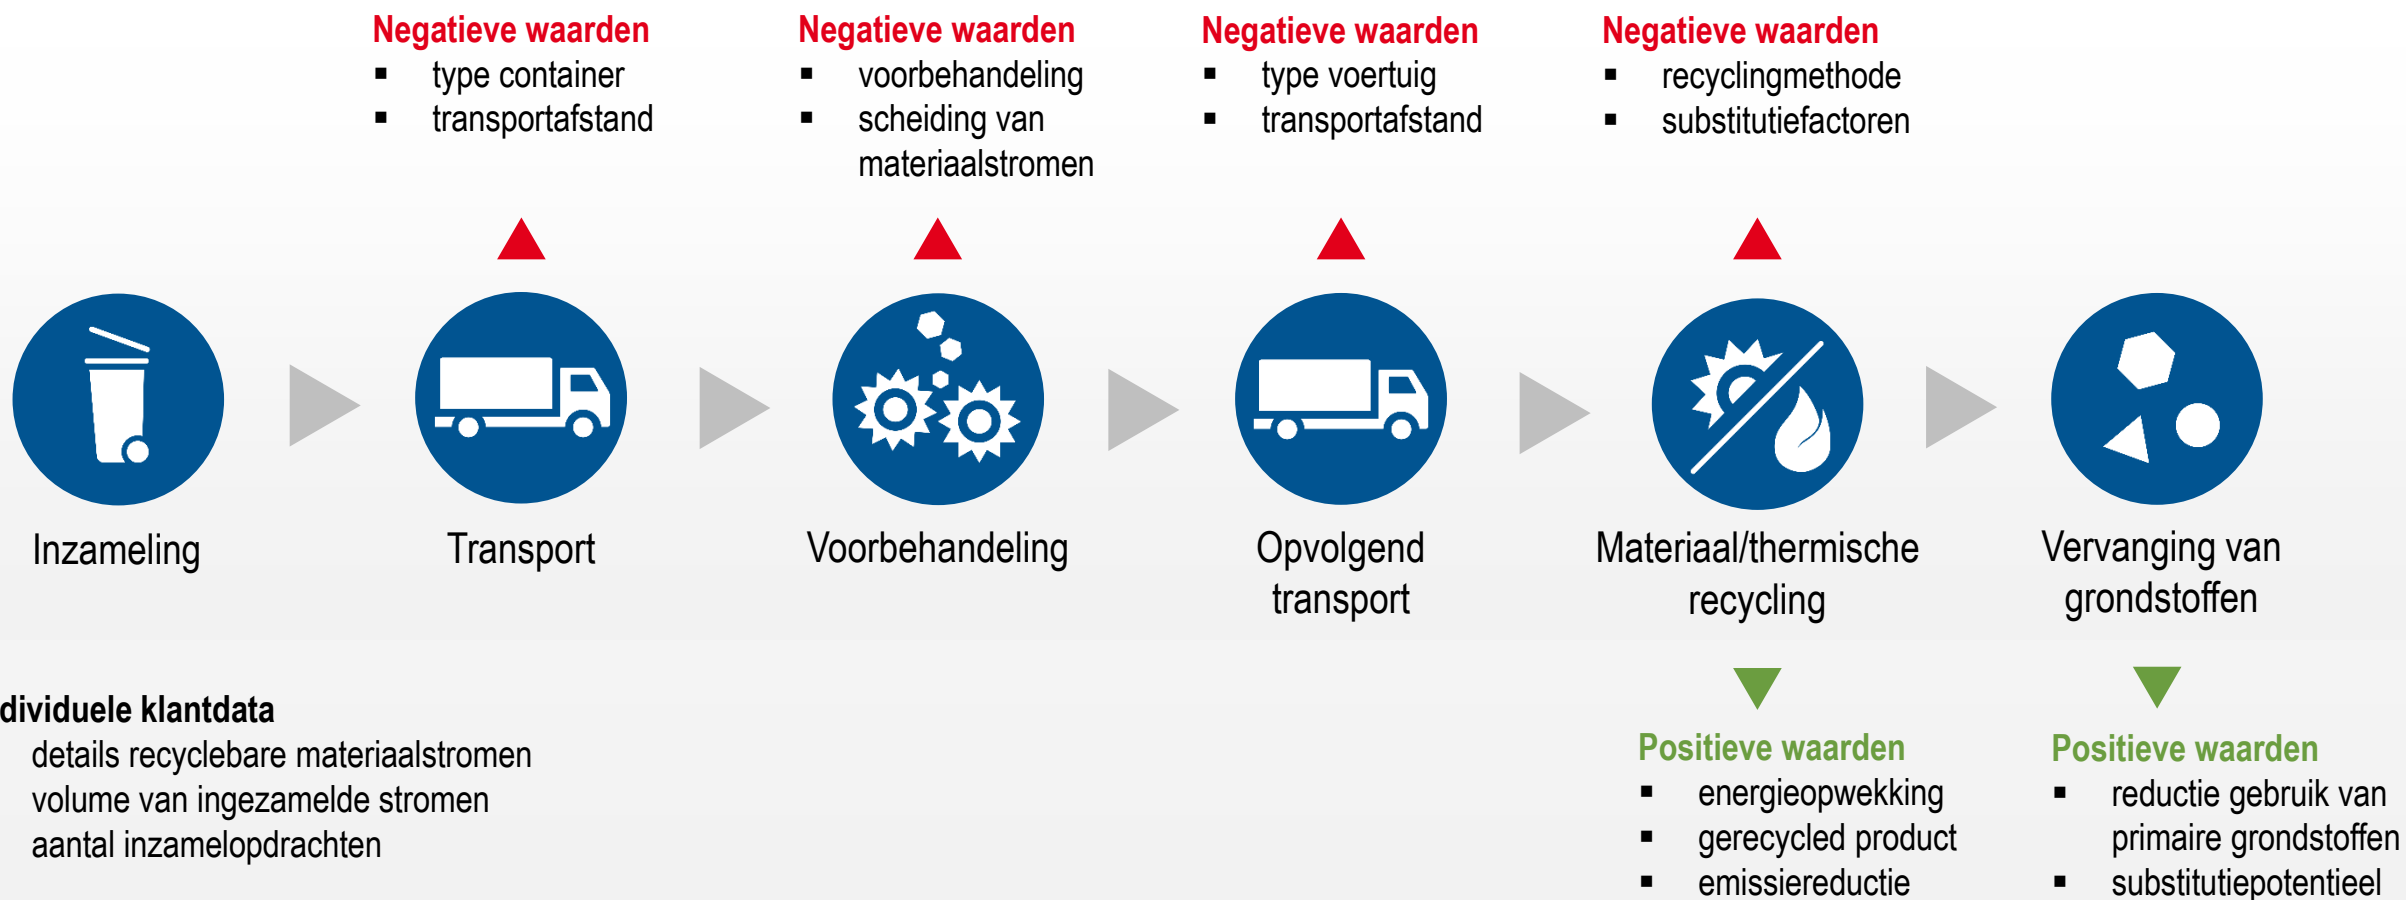 Negatieve waarden
▪ type container
▪ transportafstand
Negatieve waarden
▪ voorbehandeling
▪ scheiding van
materiaalstromen
Negatieve waarden
▪ type voertuig
▪ transportafstand
Negatieve waarden
▪ recyclingmethode
▪ substitutiefactoren
Inzameling
Transport
Voorbehandeling
Opvolgend
transport
Materiaal/thermische
recycling
Vervanging van
grondstoffen
dividuele klantdata
details recyclebare materiaalstromen
volume van ingezamelde stromen
aantal inzamelopdrachten
Positieve waarden
▪ energieopwekking
▪ gerecycled product
▪ emissiereductie
Positieve waarden
▪ reductie gebruik van
primaire grondstoffen
▪ substitutiepotentieel